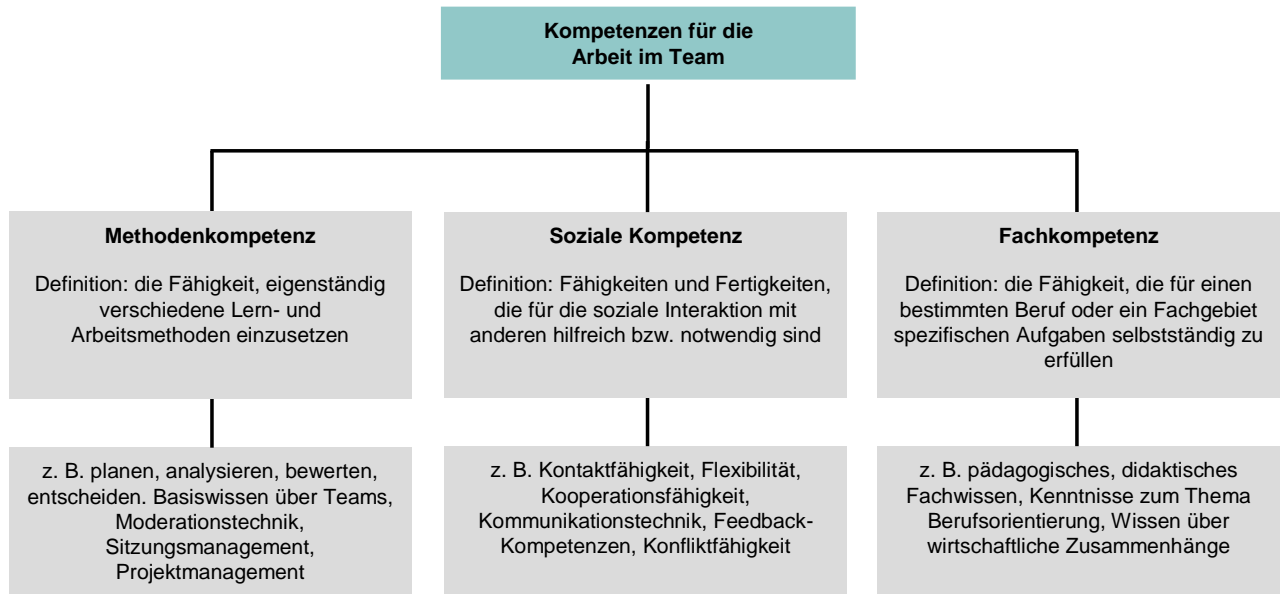 Kompetenzen für die
Arbeit im Team
Methodenkompetenz
Definition: die Fähigkeit, eigenständig
verschiedene Lern- und
Arbeitsmethoden einzusetzen
Soziale Kompetenz
Definition: Fähigkeiten und Fertigkeiten,
die für die soziale Interaktion mit
anderen hilfreich bzw. notwendig sind
Fachkompetenz
Definition: die Fähigkeit, die für einen
bestimmten Beruf oder ein Fachgebiet
spezifischen Aufgaben selbstständig zu
erfüllen
z. B. planen, analysieren, bewerten,
entscheiden. Basiswissen über Teams,
Moderationstechnik,
Sitzungsmanagement,
Projektmanagement
z. B. Kontaktfähigkeit, Flexibilität,
Kooperationsfähigkeit,
Kommunikationstechnik, Feedback-
Kompetenzen, Konfliktfähigkeit
z. B. pädagogisches, didaktisches
Fachwissen, Kenntnisse zum Thema
Berufsorientierung, Wissen über
wirtschaftliche Zusammenhänge